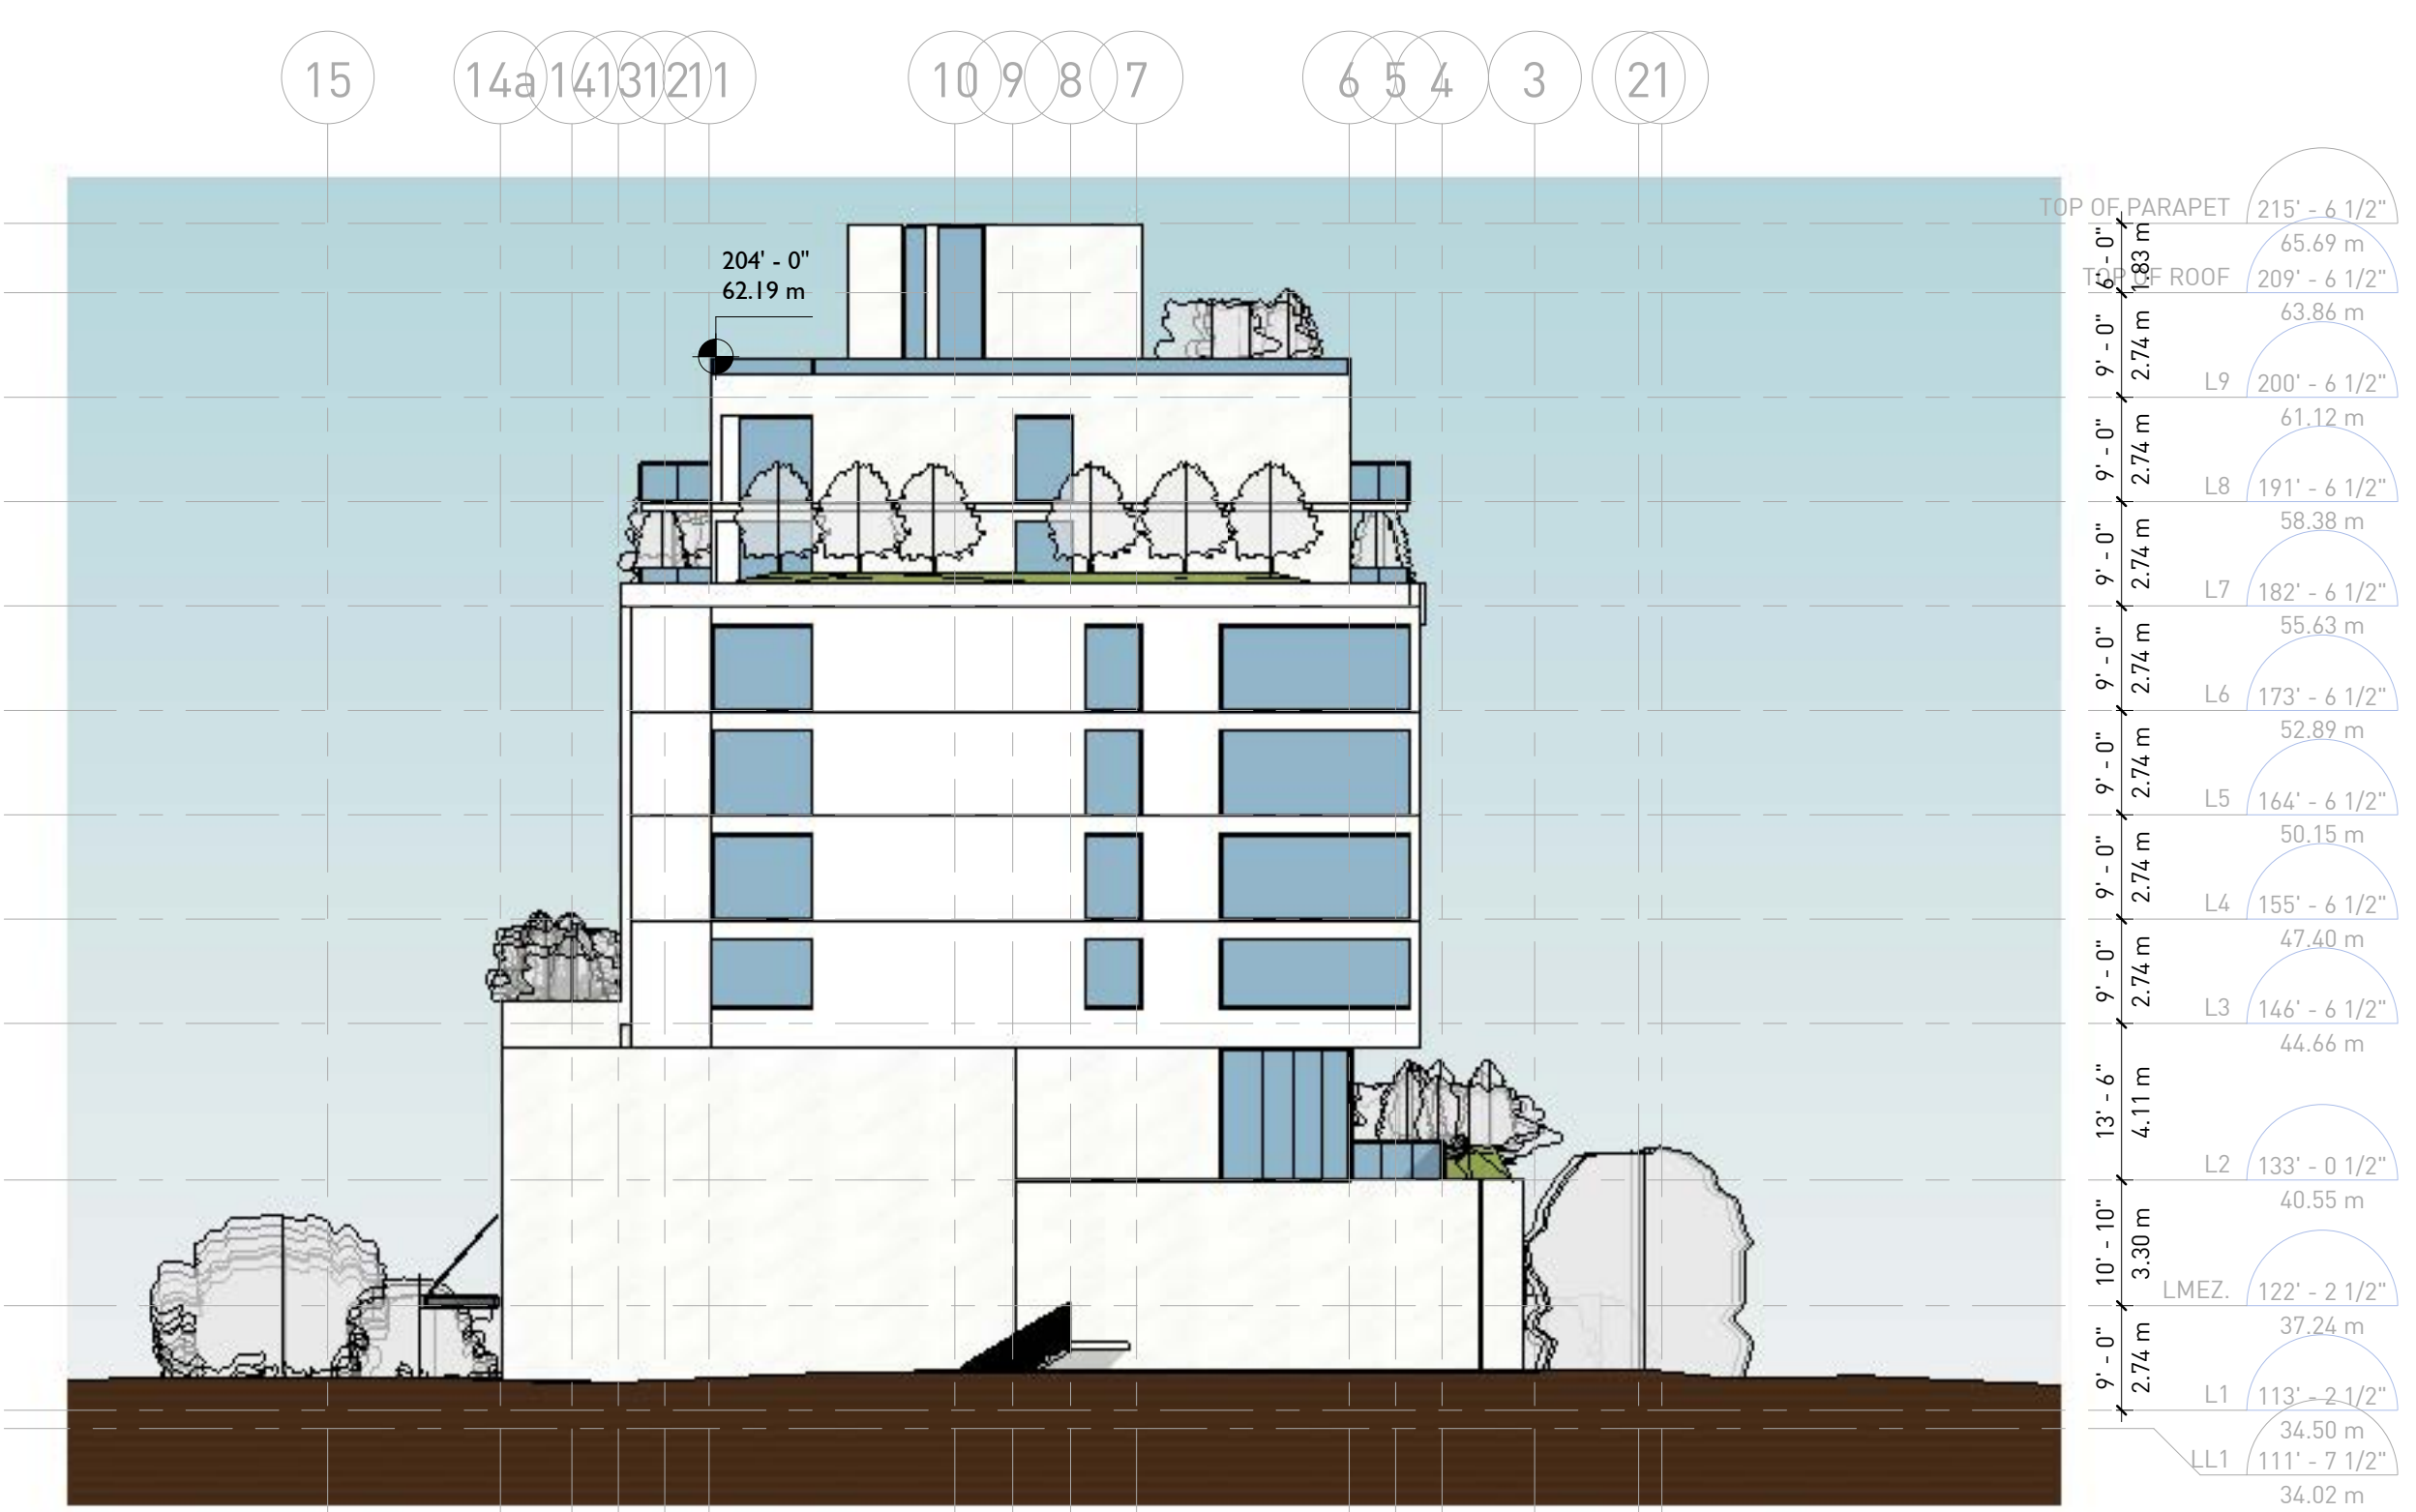 15 14a 14 13 12 11 10 9 8 7 6 5 4 3 2 1
TOP OF PARAPET 215' - 6 1/2"
65.69 m
6' - 0"
1.83 m
204' - 0"
62.19 m
TOP OF ROOF 209' - 6 1/2"
63.86 m
9' - 0"
2.74 m
L9 200' - 6 1/2"
61.12 m
9' - 0"
2.74 m
L8 191' - 6 1/2"
58.38 m
9' - 0"
2.74 m
L7 182' - 6 1/2"
55.63 m
9' - 0"
2.74 m
L6 173' - 6 1/2"
52.89 m
9' - 0"
2.74 m
L5 164' - 6 1/2"
50.15 m
9' - 0"
2.74 m
L4 155' - 6 1/2"
47.40 m
9' - 0"
2.74 m
L3 146' - 6 1/2"
44.66 m
13' - 6"
4.11 m
L2 133' - 0 1/2"
40.55 m
10' - 10"
3.30 m
LMEZ. 122' - 2 1/2"
37.24 m
9' - 0"
2.74 m
L1 113' - 2 1/2"
34.50 m
LL1 111' - 7 1/2"
34.02 m